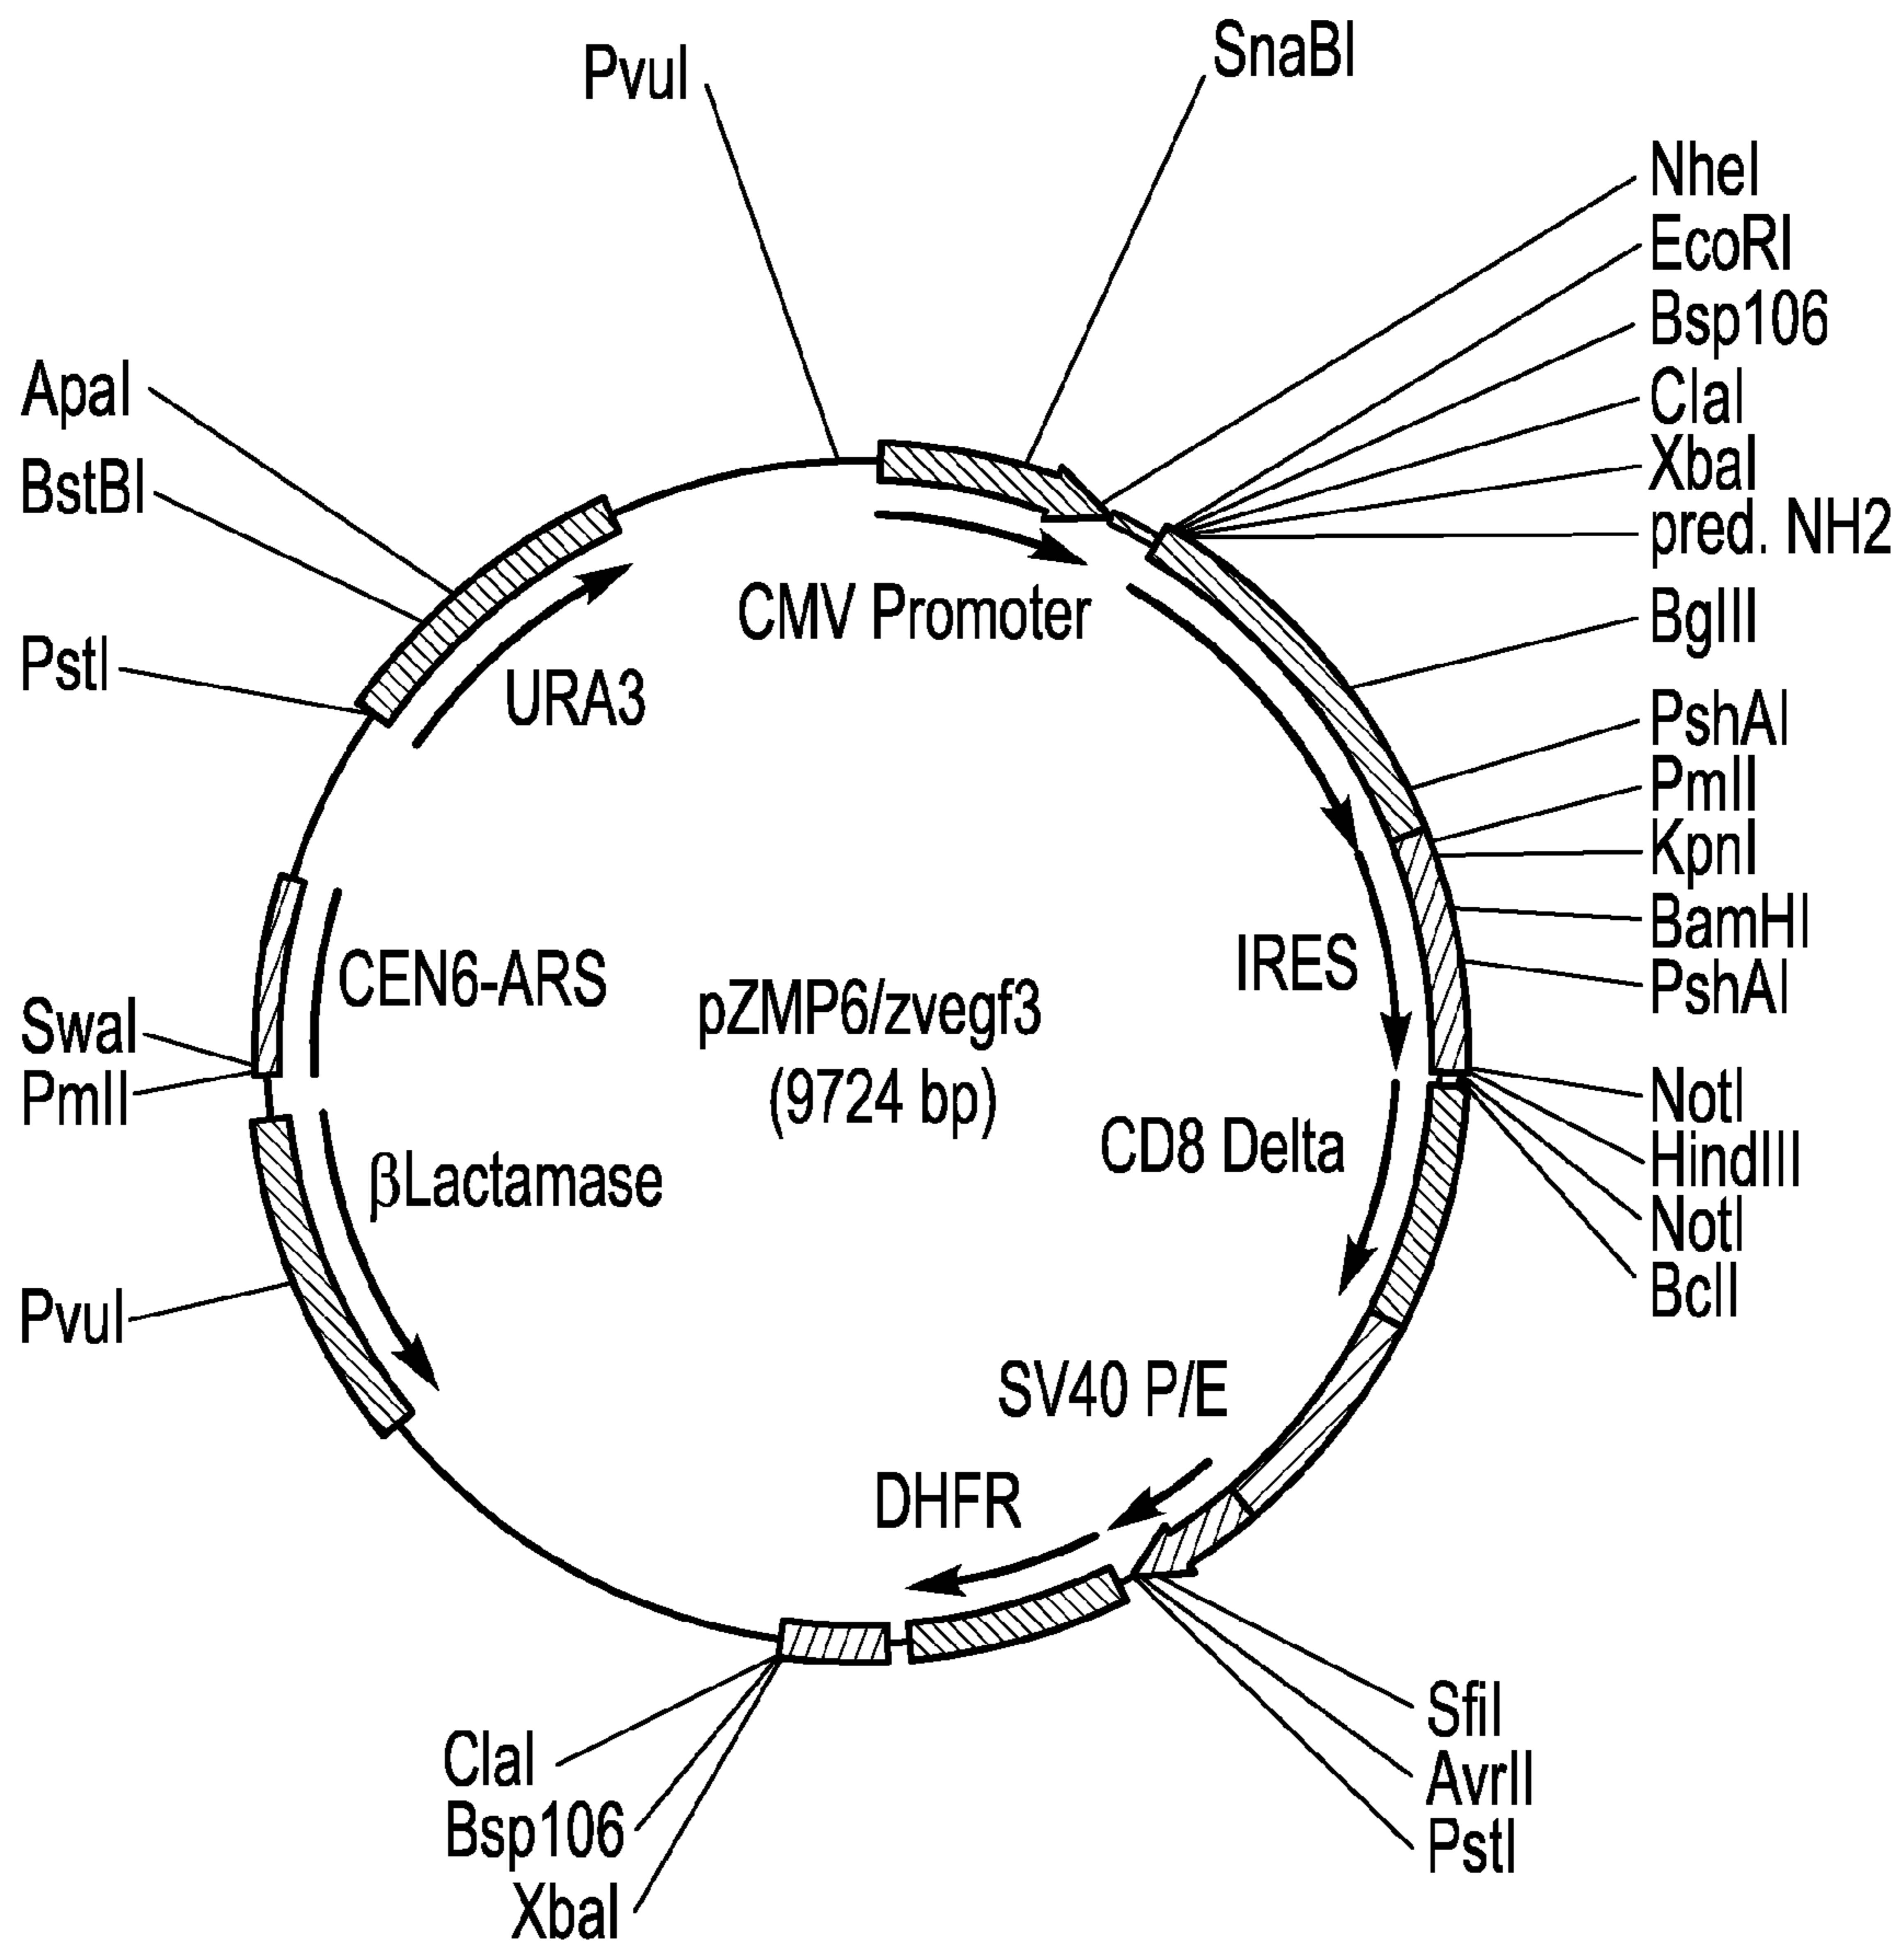 PvuI
SnaBI
NheI
EcoRI
Bsp106
ClaI
XbaI
pred. NH2
BglII
PshAI
PmlI
KpnI
BamHI
PshAI
NotI
HindIII
NotI
BclI
ApaI
BstBI
PstI
SwaI
PmlI
PvuI
CMV Promoter
URA3
CEN6-ARS
βLactamase
pZMP6/zvegf3
(9724 bp)
IRES
CD8 Delta
SV40 P/E
DHFR
SfiI
AvrII
PstI
ClaI
Bsp106
XbaI